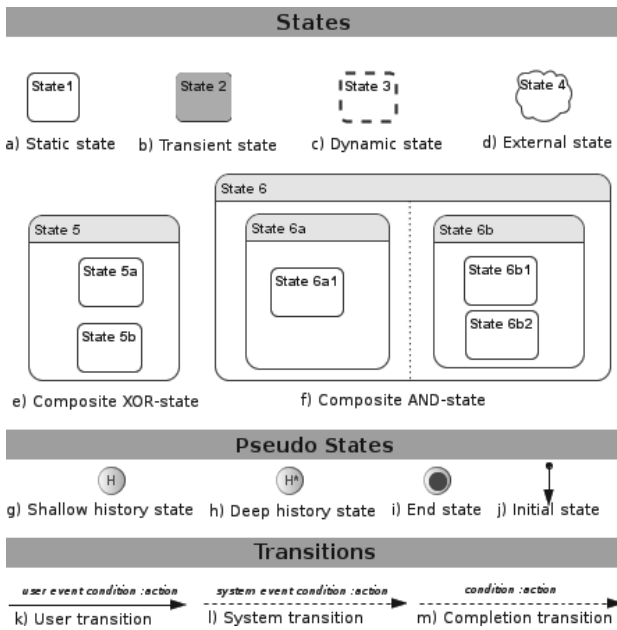 States
State1
State 2
State 3
State 4
a) Static state
b) Transient state
c) Dynamic state
d) External state
State 6
State 5
State 6a
State 6b
State 5a
State 6a1
State 6b1
State 5b
State 6b2
e) Composite XOR-state
f) Composite AND-state
Pseudo States
H
H*
g) Shallow history state
h) Deep history state
i) End state
j) Initial state
Transitions
user event condition :action
system event condition :action
condition :action
k) User transition
l) System transition
m) Completion transition